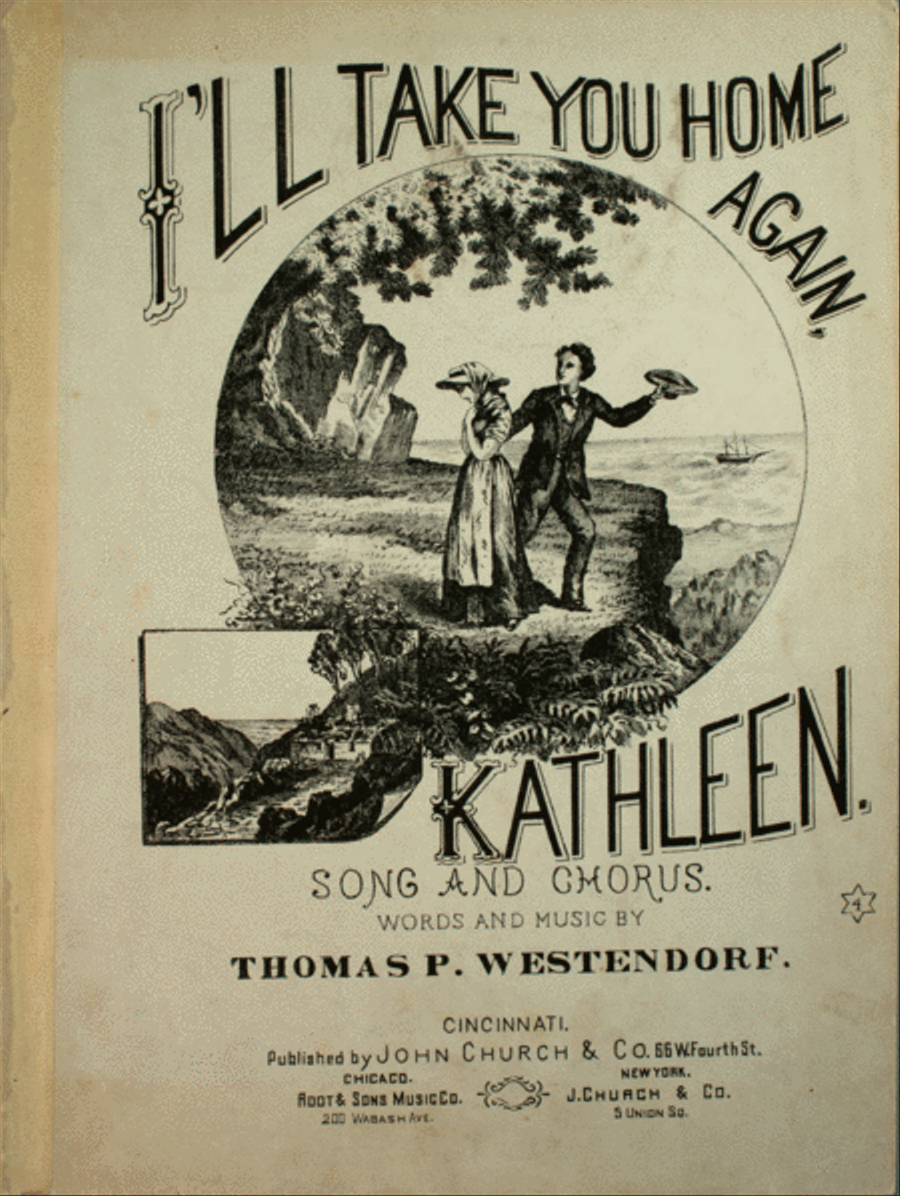 I'LL TAKE YOU HOME
AGAIN,
KATHLEEN.
SONG AND CHORUS.
4
WORDS AND MUSIC BY
THOMAS P. WESTENDORF.
CINCINNATI.
Published by JOHN CHURCH & CO. 66 W. Fourth St.
CHICAGO.
ROOT & SONS MUSIC CO.
200 WABASH AVE.
NEW YORK.
J. CHURCH & CO.
5 UNION SQ.